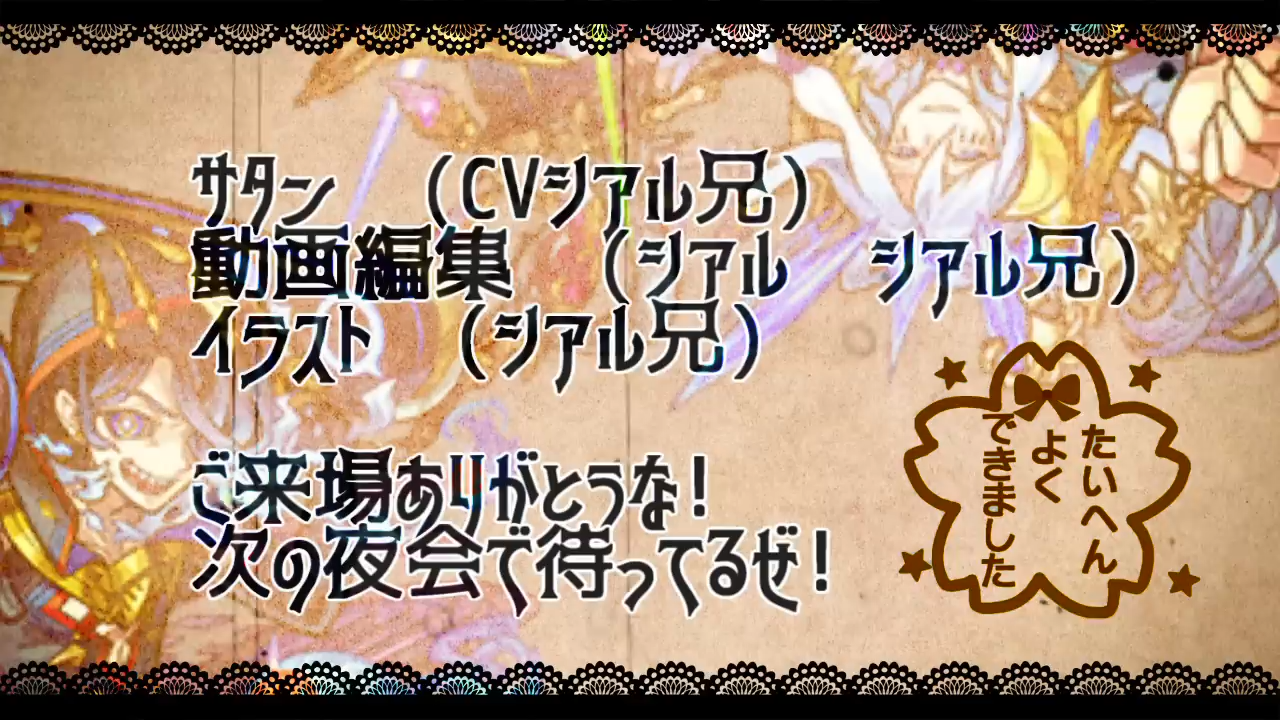 サタン　（CVシアル兄）
動画編集　（シアル　シアル兄）
イラスト　（シアル兄）
ご来場ありがとうな！
次の夜会で待ってるぜ！
たいへん
よく
できました